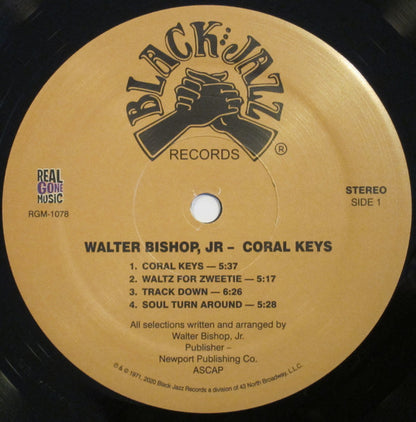 BLACK JAZZ
RECORDS
®
REAL
GONE
MUSIC
RGM-1078
STEREO
SIDE 1
WALTER BISHOP, JR – CORAL KEYS
1. CORAL KEYS — 5:37
2. WALTZ FOR ZWEETIE — 5:17
3. TRACK DOWN — 6:26
4. SOUL TURN AROUND — 5:28
All selections written and arranged by
Walter Bishop, Jr.
Publisher –
Newport Publishing Co.
ASCAP
℗ & © 1971, 2020 Black Jazz Records a division of 43 North Broadway, L.L.C.